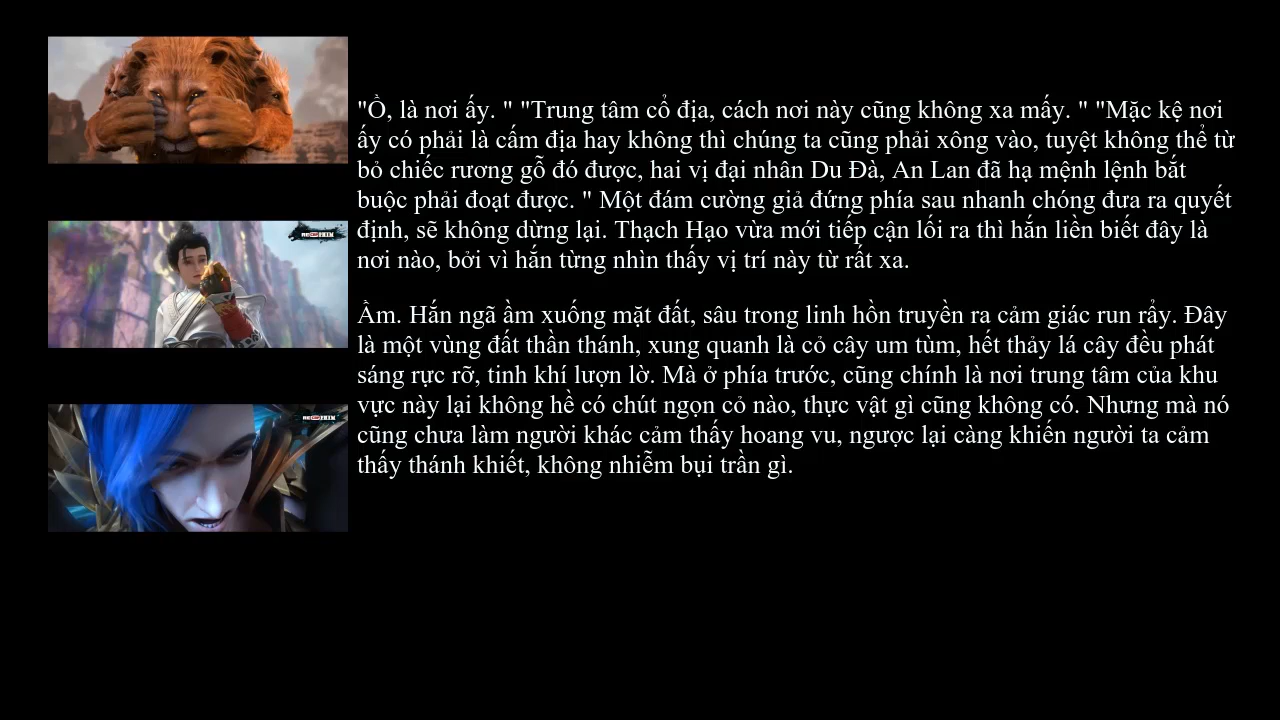 "Ồ, là nơi ấy. " "Trung tâm cổ địa, cách nơi này cũng không xa mấy. " "Mặc kệ nơi
ấy có phải là cấm địa hay không thì chúng ta cũng phải xông vào, tuyệt không thể từ
bỏ chiếc rương gỗ đó được, hai vị đại nhân Du Đà, An Lan đã hạ mệnh lệnh bắt
buộc phải đoạt được. " Một đám cường giả đứng phía sau nhanh chóng đưa ra quyết
định, sẽ không dừng lại. Thạch Hạo vừa mới tiếp cận lối ra thì hắn liền biết đây là
nơi nào, bởi vì hắn từng nhìn thấy vị trí này từ rất xa.
Ầm. Hắn ngã ầm xuống mặt đất, sâu trong linh hồn truyền ra cảm giác run rẩy. Đây
là một vùng đất thần thánh, xung quanh là cỏ cây um tùm, hết thảy lá cây đều phát
sáng rực rỡ, tinh khí lượn lờ. Mà ở phía trước, cũng chính là nơi trung tâm của khu
vực này lại không hề có chút ngọn cỏ nào, thực vật gì cũng không có. Nhưng mà nó
cũng chưa làm người khác cảm thấy hoang vu, ngược lại càng khiến người ta cảm
thấy thánh khiết, không nhiễm bụi trần gì.